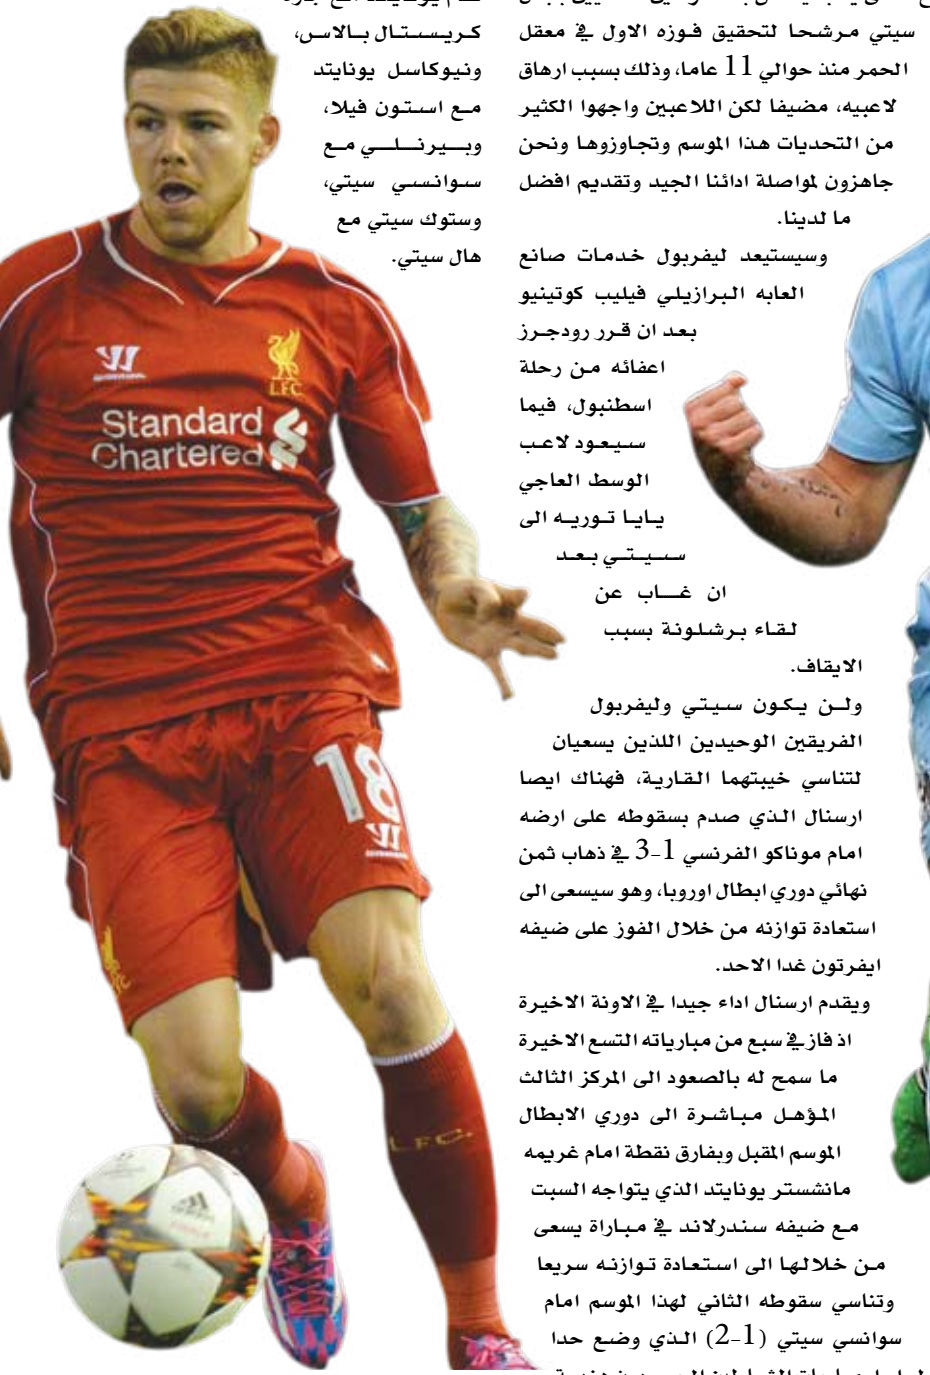 سيتي مرشحا لتحقيق فوزه الاول في معقل
الحمر منذ حوالي 11 عاما، وذلك بسبب ارهاق
لاعبيه، مضيفا لكن اللاعبين واجهوا الكثير
من التحديات هذا الموسم وتجاوزوها ونحن
جاهزون لمواصلة ادائنا الجيد وتقديم افضل
ما لدينا.
وسيستيعد ليفربول خدمات صانع
العابه البرازيلي فيليب كوتينيو
بعد ان قرر رودجرز
اعفائه من رحلة
اسطنبول، فيما
سيعود لاعب
الوسط العاجي
يايا توريه الى
سيتي بعد
ان غاب عن
لقاء برشلونة بسبب
الايقاف.
ولن يكون سيتي وليفربول
الفريقين الوحيدين اللذين يسعيان
لتناسي خيبتهما القارية، فهناك ايضا
ارسنال الذي صدم بسقوطه على ارضه
امام موناكو الفرنسي 1-3 في ذهاب ثمن
نهائي دوري ابطال اوروبا، وهو سيسعى الى
استعادة توازنه من خلال الفوز على ضيفه
ايفرتون غدا الاحد.
ويقدم ارسنال اداء جيدا في الاونة الاخيرة
اذ فاز في سبع من مبارياته التسع الاخيرة
ما سمح له بالصعود الى المركز الثالث
المؤهل مباشرة الى دوري الابطال
الموسم المقبل وبفارق نقطة امام غريمه
مانشستر يونايتد الذي يتواجه السبت
مع ضيفه سندرلاند في مباراة يسعى
من خلالها الى استعادة توازنه سريعا
وتناسي سقوطه الثاني لهذا الموسم امام
سوانسي سيتي (1-2) الذي وضع حدا
كريستال بالاس،
ونيوكاسل يونايتد
مع استون فيلا،
وبيرنلي مع
سوانسي سيتي،
وستوك سيتي مع
هال سيتي.
L.F.C.
Standard
Chartered
18
L.F.C.
adidas